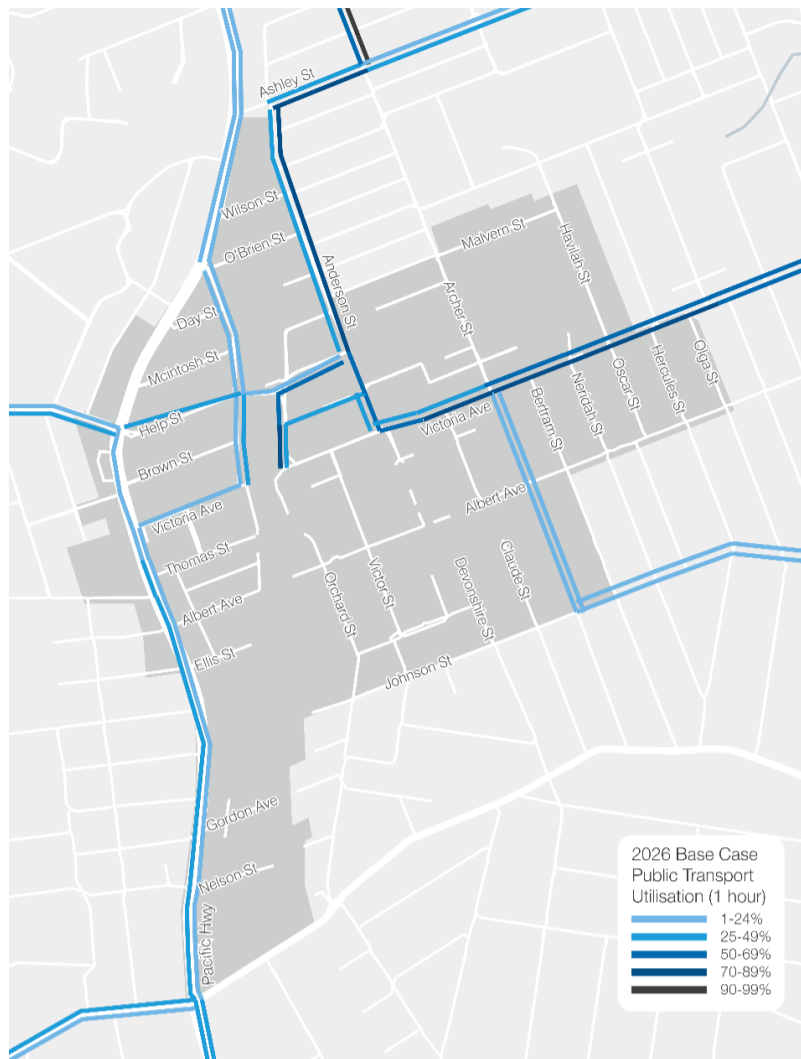 Ashley St
Wilson St
O'Brien St
Malvern St
Havilah St
Anderson St
Archer St
Day St
Mcintosh St
Help St
Brown St
Victoria Ave
Bertram St
Neridah St
Oscar St
Hercules St
Olga St
Victoria Ave
Albert Ave
Thomas St
Albert Ave
Ellis St
Orchard St
Victor St
Devonshire St
Claude St
Johnson St
Gordon Ave
Nelson St
Pacific Hwy
2026 Base Case
Public Transport
Utilisation (1 hour)
1-24%
25-49%
50-69%
70-89%
90-99%